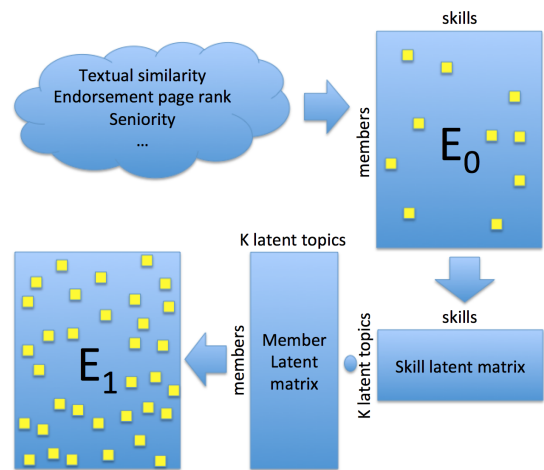 skills
Textual similarity
Endorsement page rank
Seniority
...
members
E0
K latent topics
skills
members
Member
Latent
matrix
K latent topics
Skill latent matrix
E1